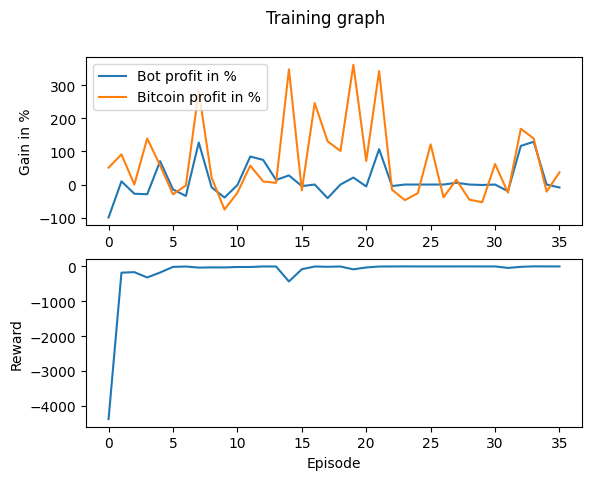 Training graph
Bot profit in %
Bitcoin profit in %
Gain in %
300
200
100
0
−100
0 5 10 15 20 25 30 35
Reward
0
−1000
−2000
−3000
−4000
0 5 10 15 20 25 30 35
Episode